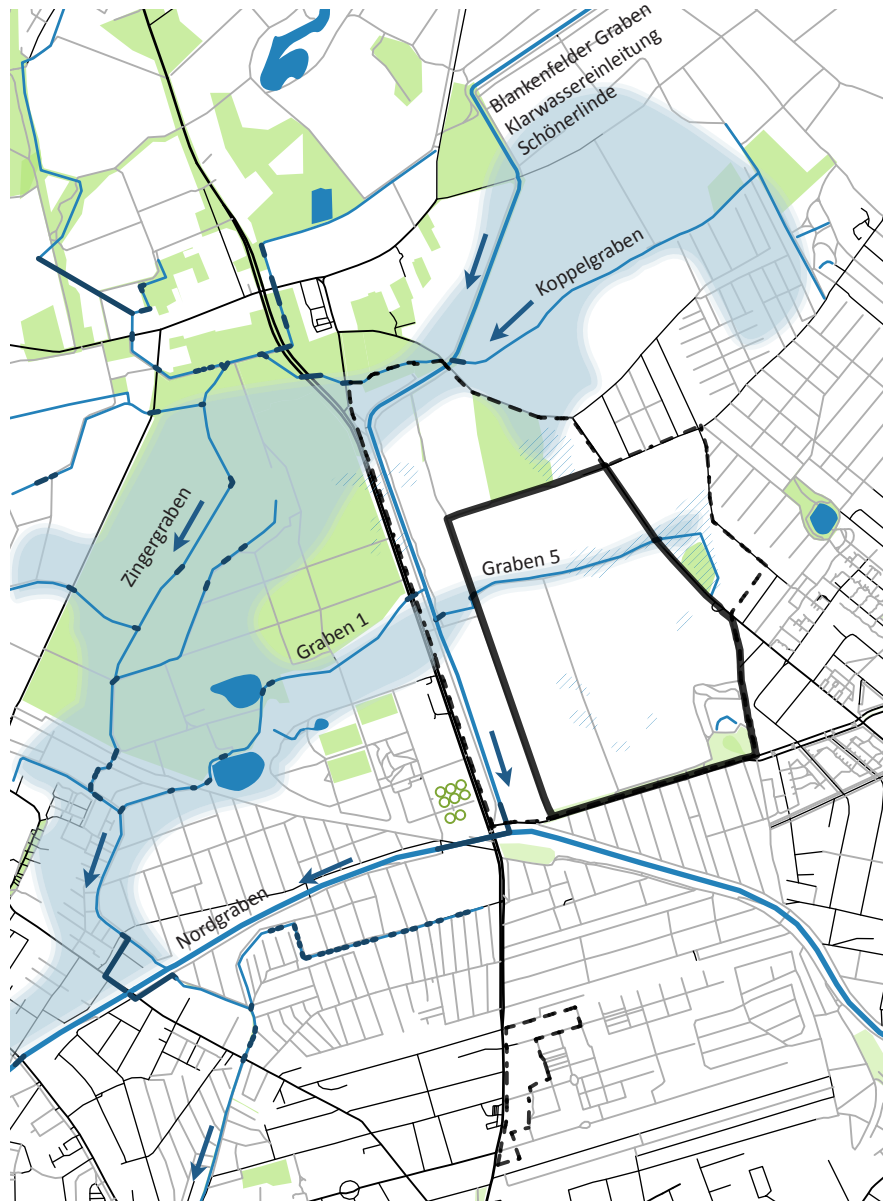 Blankenfelder Graben
Klarwassereinleitung
Schönerlinde
Koppelgraben
Zingergraben
Graben 5
Graben 1
Nordgraben